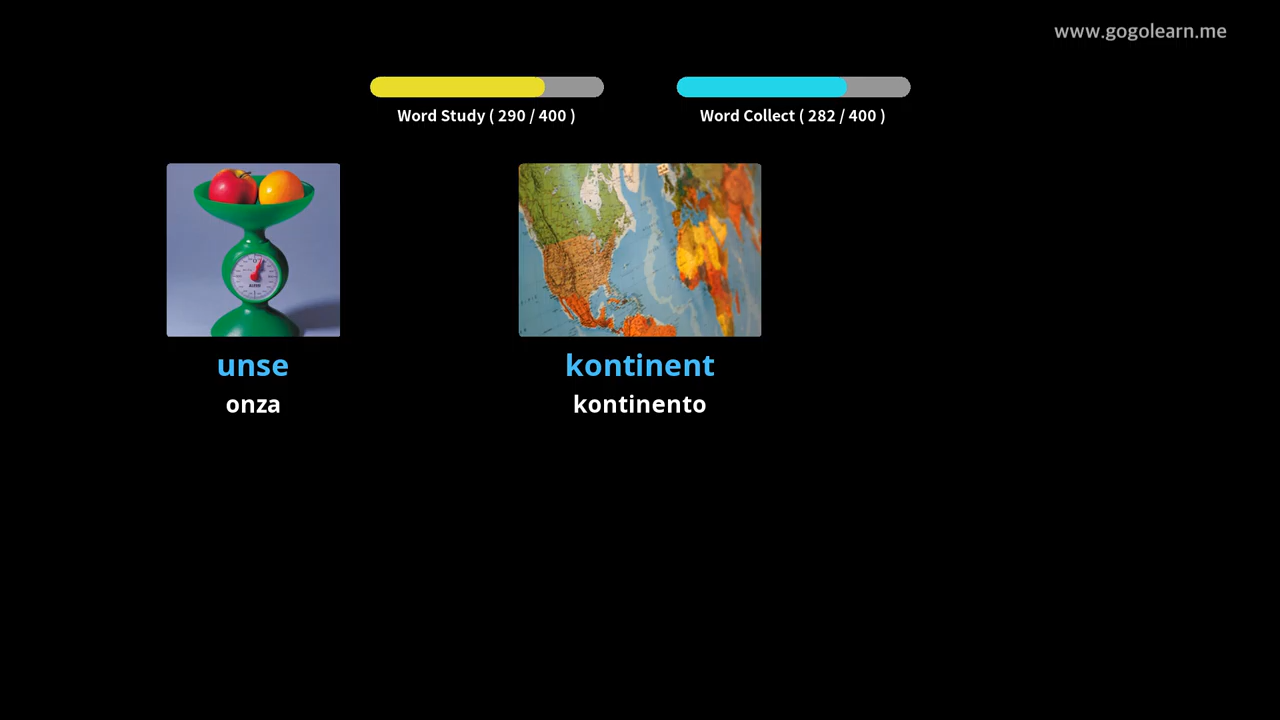 www.gogolearn.me
Word Study ( 290 / 400 )
Word Collect ( 282 / 400 )
unse
onza
kontinent
kontinento